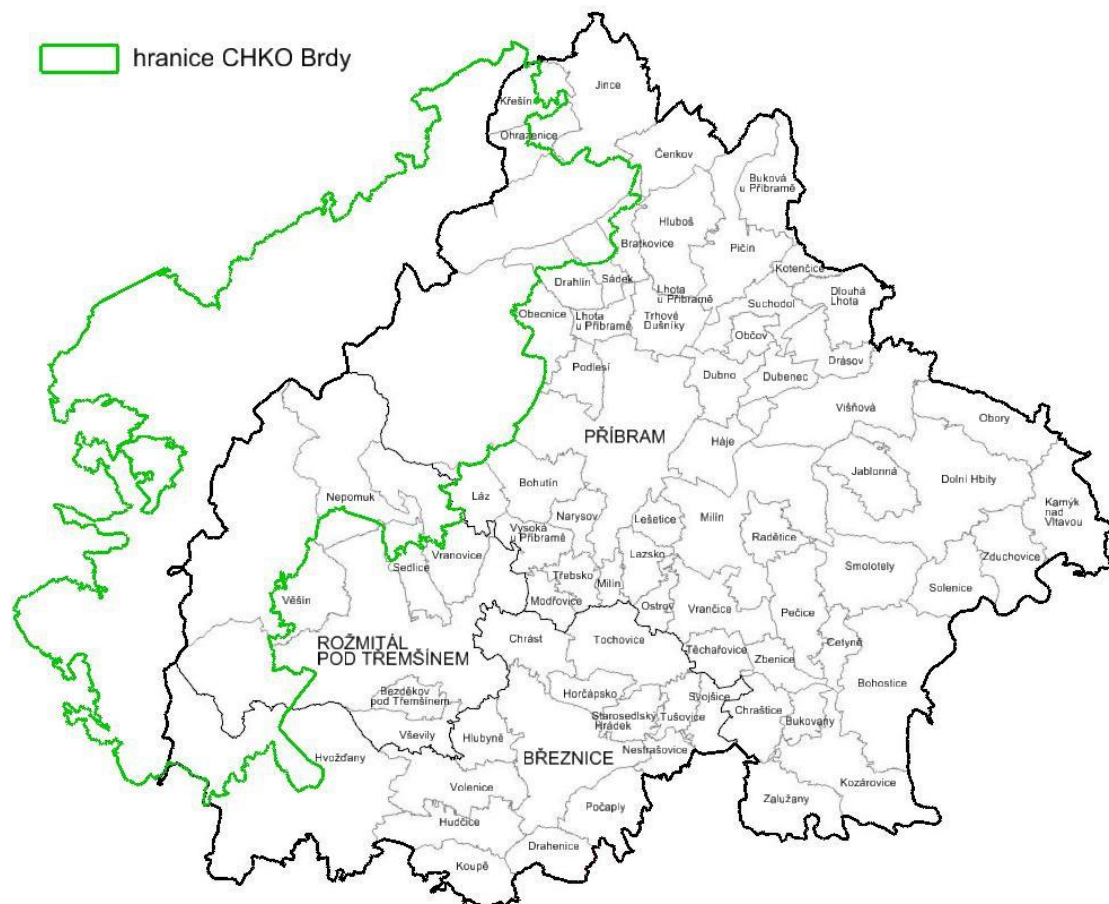 hranice CHKO Brdy
Jince
Křešín
Ohrazenice
Čenkov
Buková
u Příbramě
Hluboš
Bratkovice
Pičín
Kotenčice
Drahlín
Sádek
Lhota
u Příbramě
Dlouhá
Lhota
Suchodol
Obecnice
Lhota
u Příbramě
Trhové
Dušníky
Občov
Drásov
Podlesí
Dubno
Dubenec
Višňová
Obory
PŘÍBRAM
Háje
Jablonná
Dolní Hbity
Nepomuk
Láz
Bohutín
Kamýk
nad
Vltavou
Narysov
Lešetice
Milín
Vysoká
u Příbramě
Radětice
Vranovice
Lazsko
Zduchovice
Sedlice
Smolotely
Třebsko
Milín
Solenice
Věšín
Modřovice
Ostrov
Vrančice
Pečice
ROŽMITÁL
POD TŘEMŠÍNEM
Chrást
Tochovice
Těchařovice
Cetyně
Zbenice
Bohostice
Bezděkov
pod Třemšínem
Horčápsko
Svojšice
Starosedlský
Hrádek
Tušovice
Chraštice
Bukovany
Vševily
Hlubyně
Nestrašovice
Hvožďany
BŘEZNICE
Volenice
Kozárovice
Zalužany
Počaply
Hudčice
Drahenice
Koupě